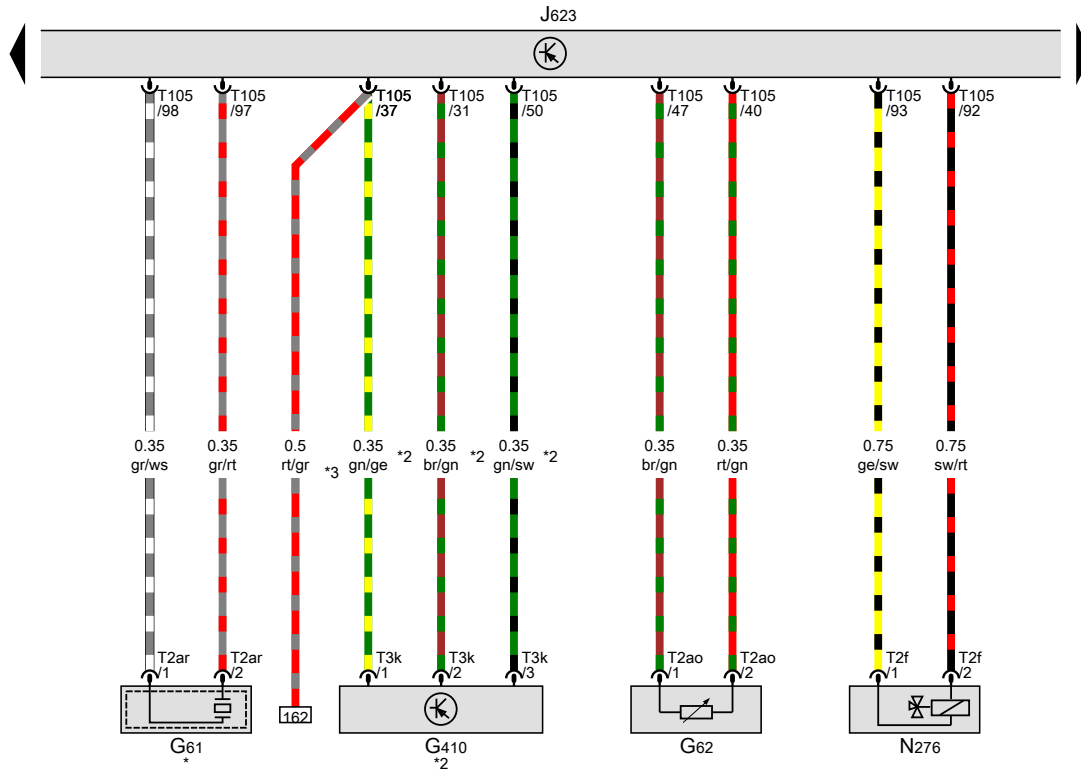 J623
T105 T105 T105 T105 T105 T105 T105 T105 T105
/98 /97 /37 /31 /50 /47 /40 /93 /92
0.35 0.35 0.5 0.35 0.35 0.35 0.35 0.35 0.75 0.75
gr/ws gr/rt rt/gr *3 gn/ge *2 br/gn *2 gn/sw *2 br/gn rt/gn ge/sw sw/rt
T2ar T2ar T3k T3k T3k T2ao T2ao T2f T2f
/1 /2 /1 /2 /3 /1 /2 /1 /2
162
G61 G410 G62 N276
* *2